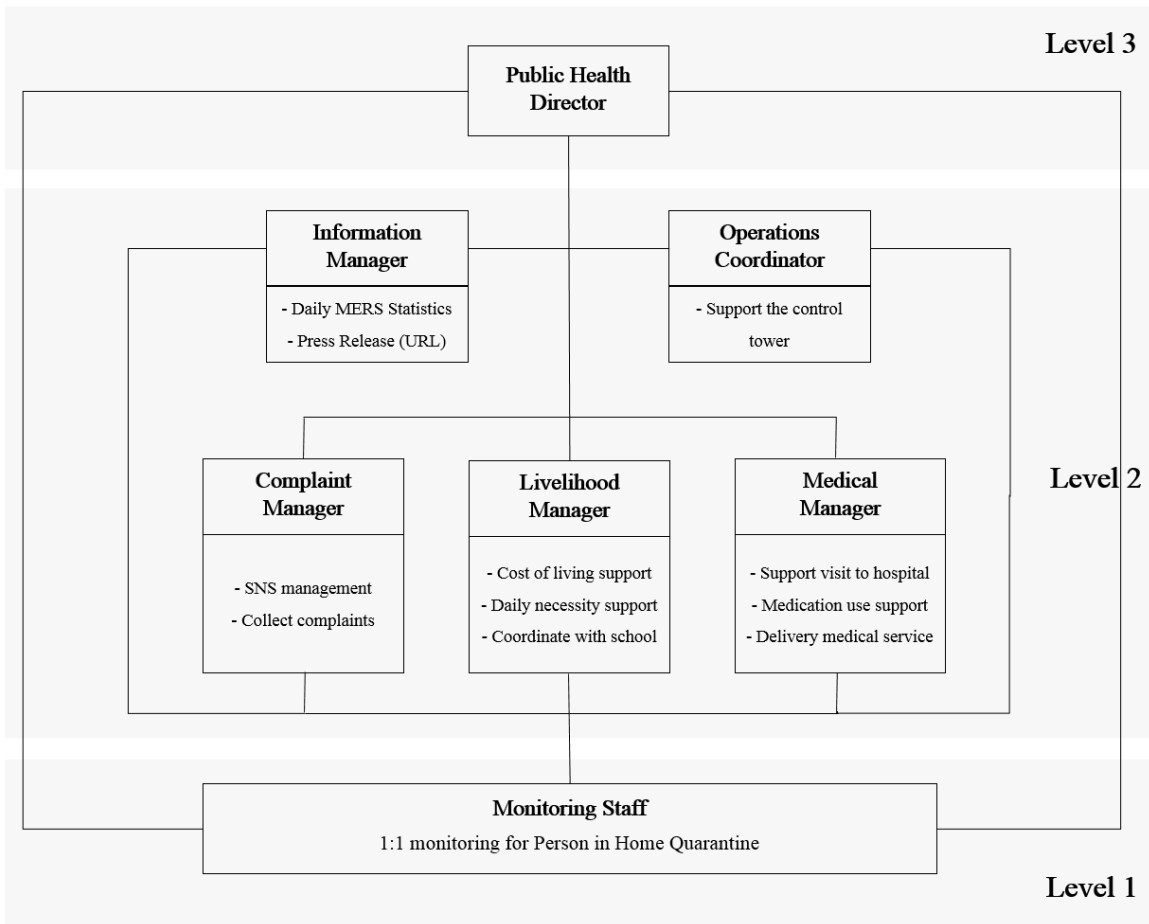 Level 3
Public Health
Director
Information
Manager
- Daily MERS Statistics
- Press Release (URL)
Operations
Coordinator
- Support the control
tower
Level 2
Complaint
Manager
- SNS management
- Collect complaints
Livelihood
Manager
- Cost of living support
- Daily necessity support
- Coordinate with school
Medical
Manager
- Support visit to hospital
- Medication use support
- Delivery medical service
Monitoring Staff
1:1 monitoring for Person in Home Quarantine
Level 1